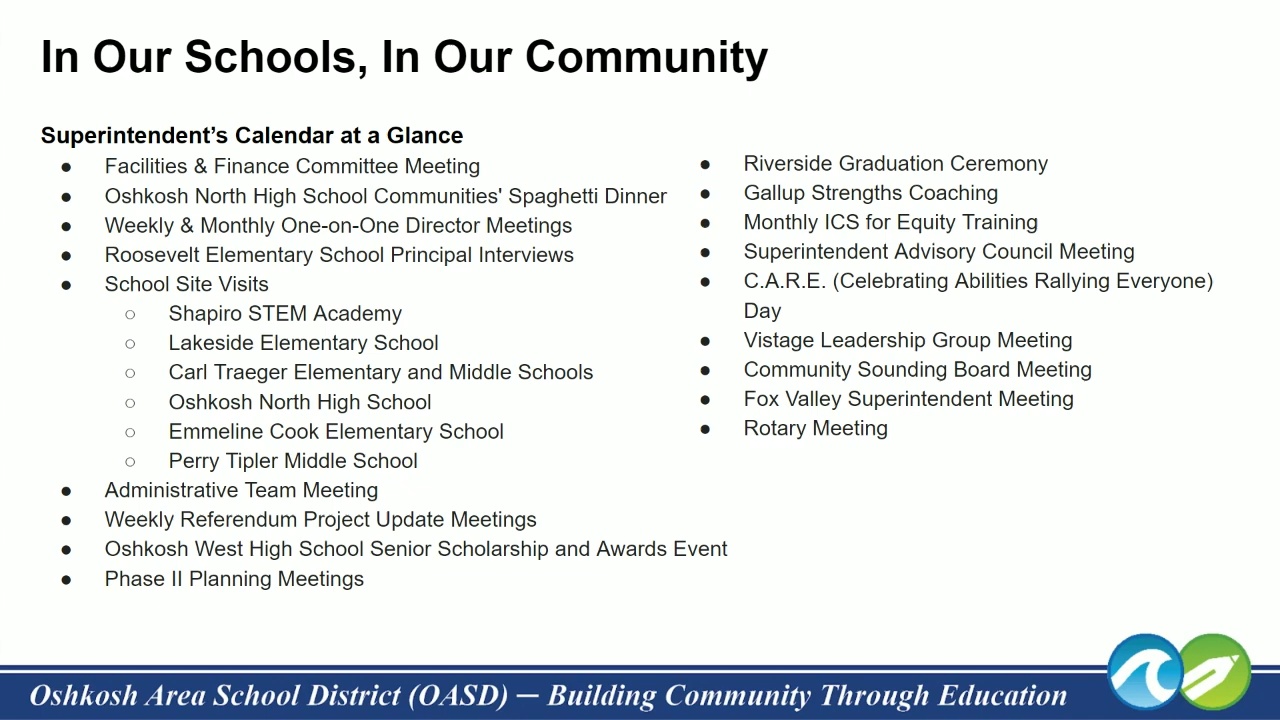 In Our Schools, In Our Community
Superintendent’s Calendar at a Glance
● Facilities & Finance Committee Meeting
● Oshkosh North High School Communities' Spaghetti Dinner
● Weekly & Monthly One-on-One Director Meetings
● Roosevelt Elementary School Principal Interviews
● School Site Visits
○ Shapiro STEM Academy
○ Lakeside Elementary School
○ Carl Traeger Elementary and Middle Schools
○ Oshkosh North High School
○ Emmeline Cook Elementary School
○ Perry Tipler Middle School
● Administrative Team Meeting
● Weekly Referendum Project Update Meetings
● Oshkosh West High School Senior Scholarship and Awards Event
● Phase II Planning Meetings
● Riverside Graduation Ceremony
● Gallup Strengths Coaching
● Monthly ICS for Equity Training
● Superintendent Advisory Council Meeting
● C.A.R.E. (Celebrating Abilities Rallying Everyone)
Day
● Vistage Leadership Group Meeting
● Community Sounding Board Meeting
● Fox Valley Superintendent Meeting
● Rotary Meeting
Oshkosh Area School District (OASD) — Building Community Through Education